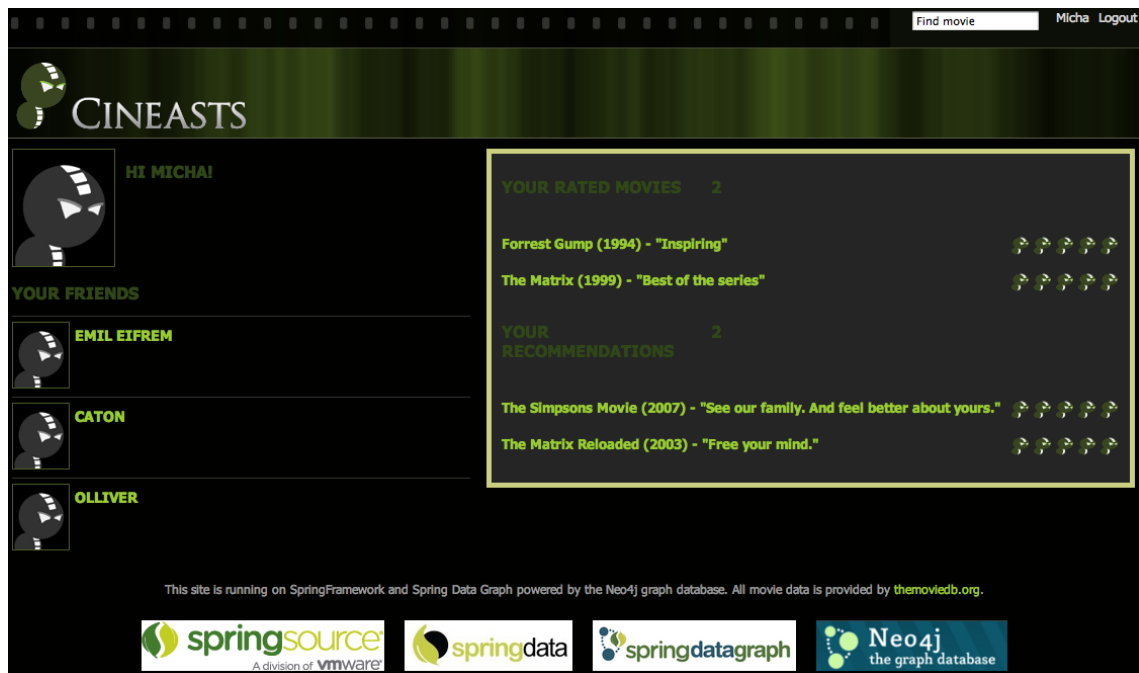 Find movie
Micha Logout
CINEASTS
HI MICHA!
YOUR FRIENDS
EMIL EIFREM
CATON
OLLIVER
YOUR RATED MOVIES 2
Forrest Gump (1994) - "Inspiring"
The Matrix (1999) - "Best of the series"
YOUR 2
RECOMMENDATIONS
The Simpsons Movie (2007) - "See our family. And feel better about yours."
The Matrix Reloaded (2003) - "Free your mind."
This site is running on SpringFramework and Spring Data Graph powered by the Neo4j graph database. All movie data is provided by themoviedb.org.
springsource
A division of vmware
springdata
springdatagraph
Neo4j
the graph database